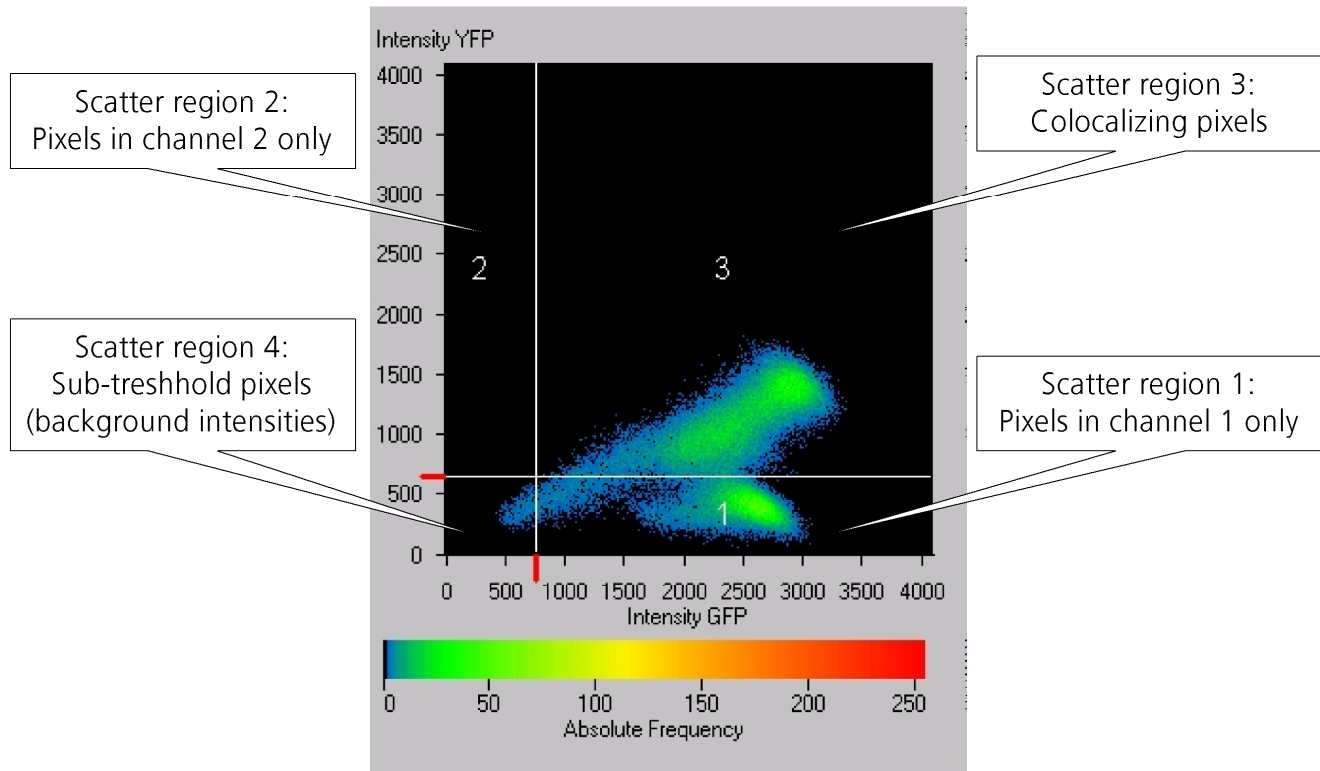 Intensity YFP
4000
3500
3000
2500
2000
1500
1000
500
0
Scatter region 2:
Pixels in channel 2 only
Scatter region 3:
Colocalizing pixels
2
3
Scatter region 4:
Sub-treshhold pixels
(background intensities)
Scatter region 1:
Pixels in channel 1 only
1
0 500 1000 1500 2000 2500 3000 3500 4000
Intensity GFP
0 50 100 150 200 250
Absolute Frequency